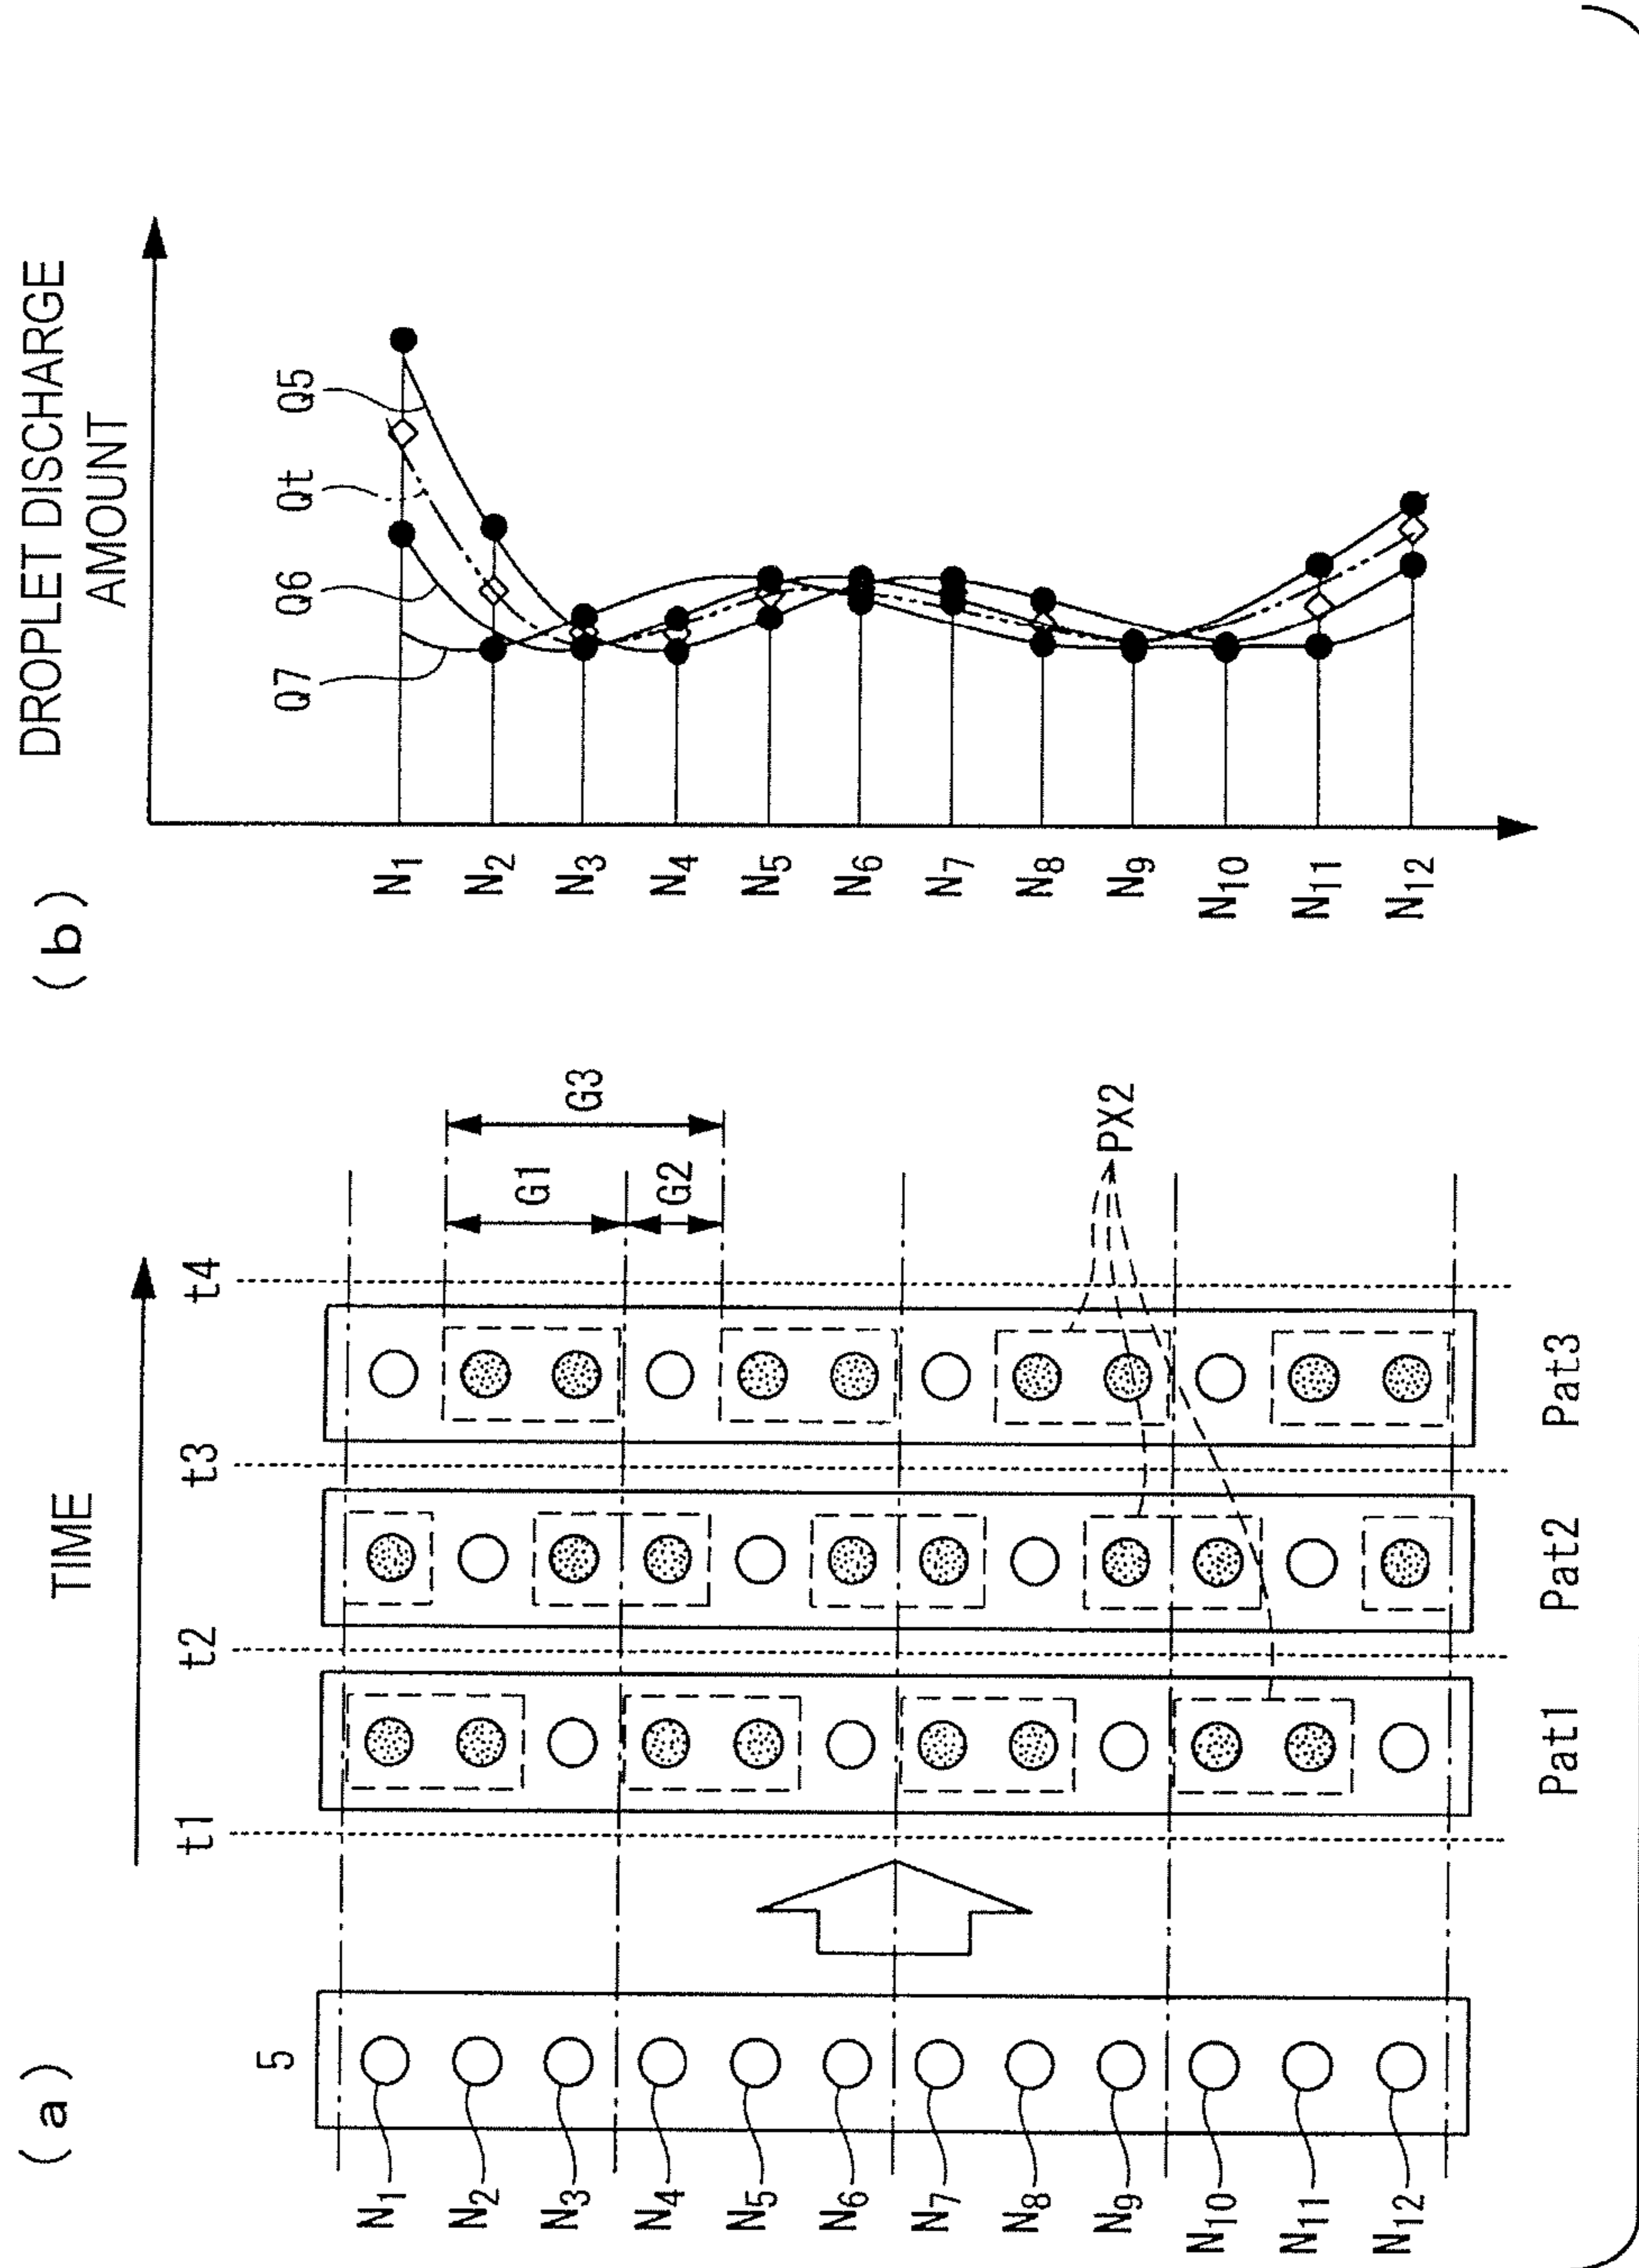 (a)
TIME
t1 t2 t3 t4
5
N1
N2
N3
N4
N5
N6
N7
N8
N9
N10
N11
N12
G1
G2
G3
PX2
Pat1 Pat2 Pat3
(b)
DROPLET DISCHARGE
AMOUNT
Q7 Q6 Qt Q5
N1
N2
N3
N4
N5
N6
N7
N8
N9
N10
N11
N12